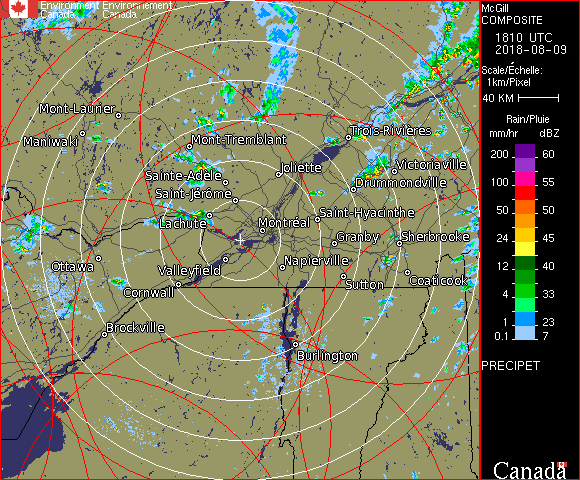 Environment Environnement
Canada Canada
McGill
COMPOSITE
1810 UTC
2018-08-09
Scale/Échelle:
1km/Pixel
40 KM
Rain/Pluie
mm/hr dBZ
200 60
100 55
50 50
24 45
12 40
4 33
1 23
0.1 7
PRECIPET
Canada
Mont-Laurier
Maniwaki
Mont-Tremblant
Trois-Rivières
Joliette
Victoriaville
Sainte-Adèle
Drummondville
Saint-Jérôme
Saint-Hyacinthe
Lachute
Montréal
Granby
Sherbrooke
Ottawa
Valleyfield
Napierville
Cornwall
Sutton
Coaticook
Brockville
Burlington